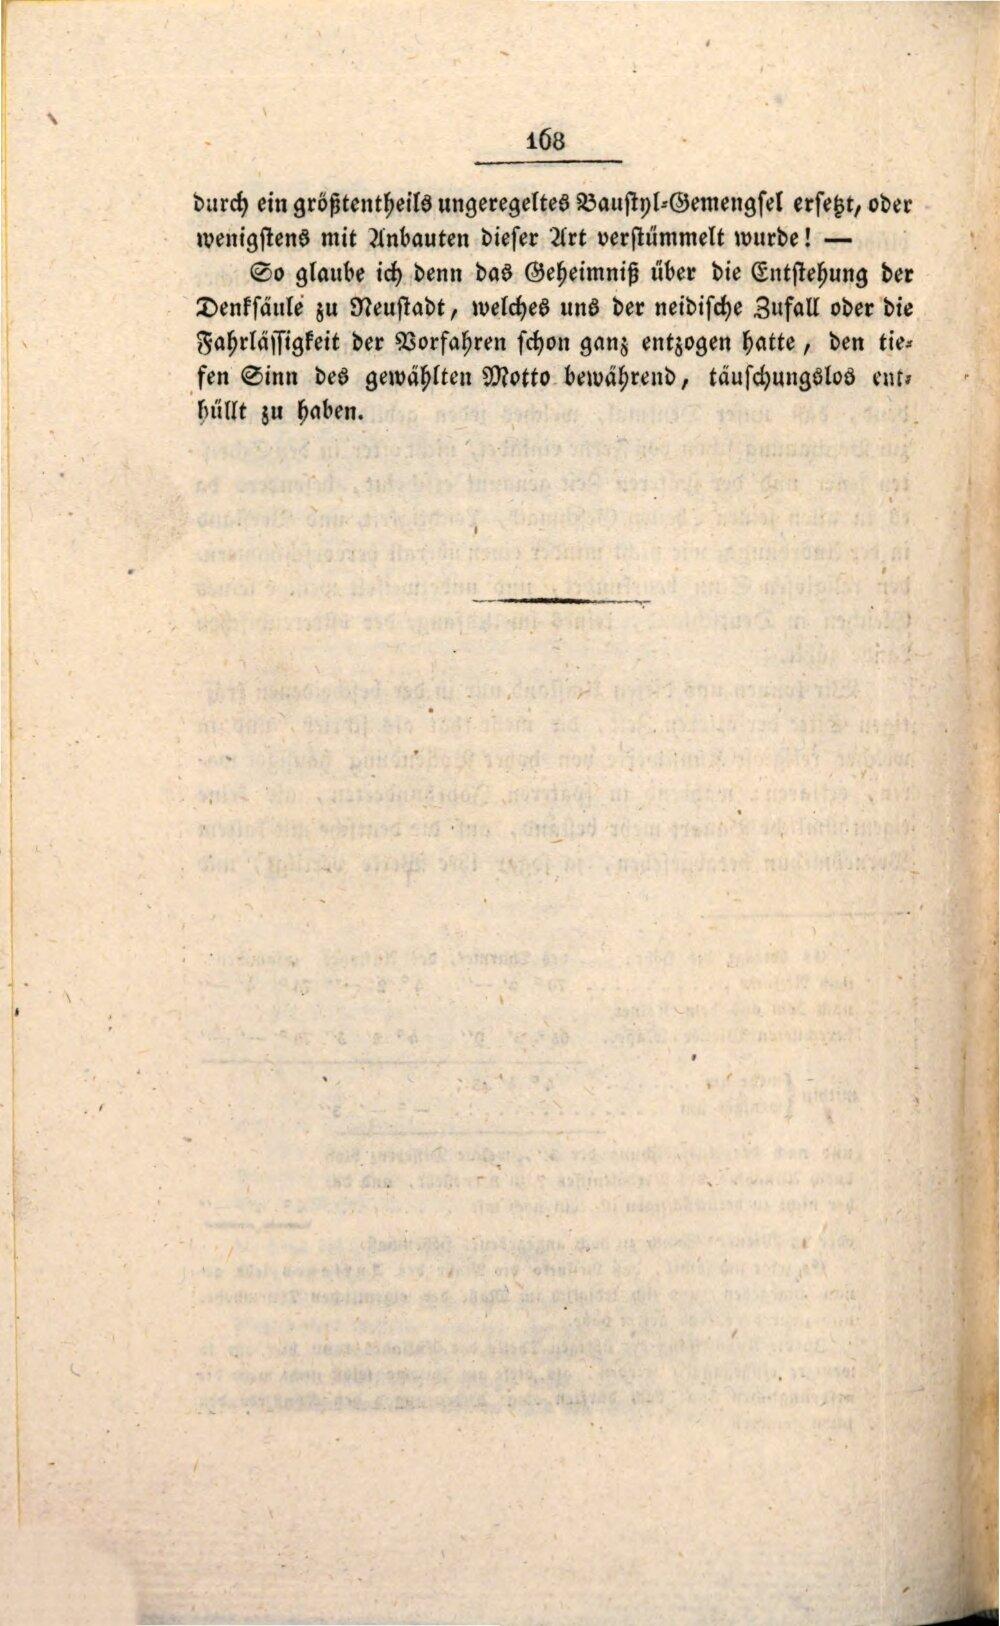 168
durch ein größtentheils ungeregeltes Baustyl-Gemengsel ersetzt, oder
wenigstens mit Anbauten dieser Art verstümmelt wurde! —
So glaube ich denn das Geheimniß über die Entstehung der
Denksäule zu Neustadt, welches uns der neidische Zufall oder die
Fahrlässigkeit der Vorfahren schon ganz entzogen hatte, den tie-
fen Sinn des gewählten Motto bewährend, täuschungslos ent-
hüllt zu haben.